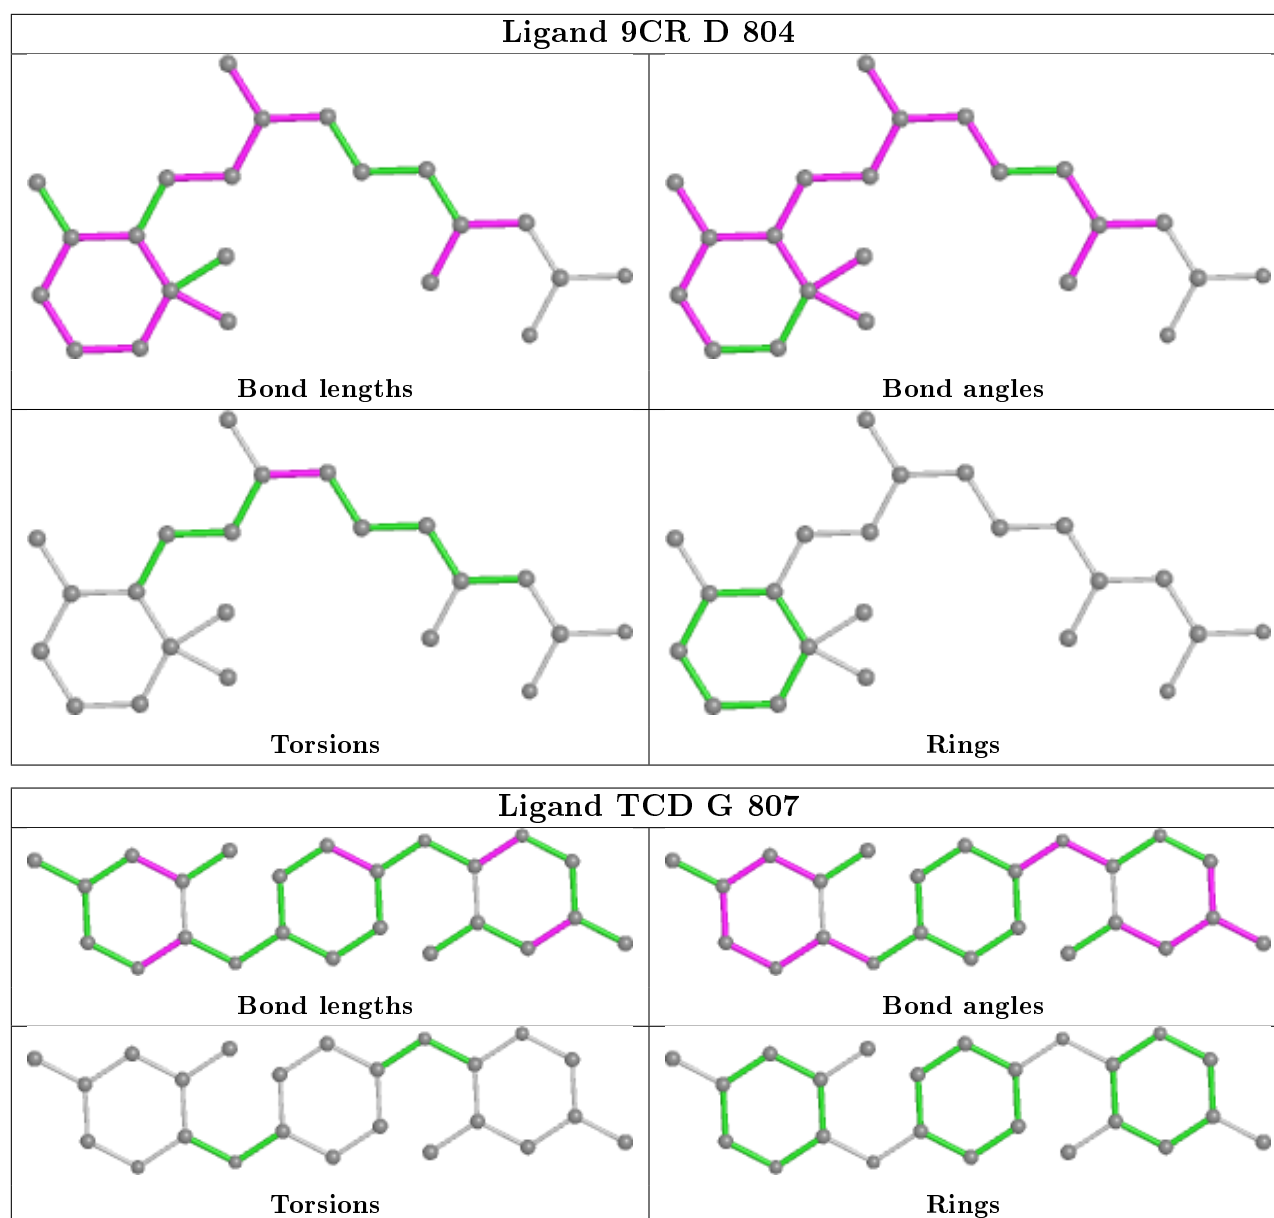 Ligand 9CR D 804
Bond lengths
Bond angles
Torsions
Rings
Ligand TCD G 807
Bond lengths
Bond angles
Torsions
Rings